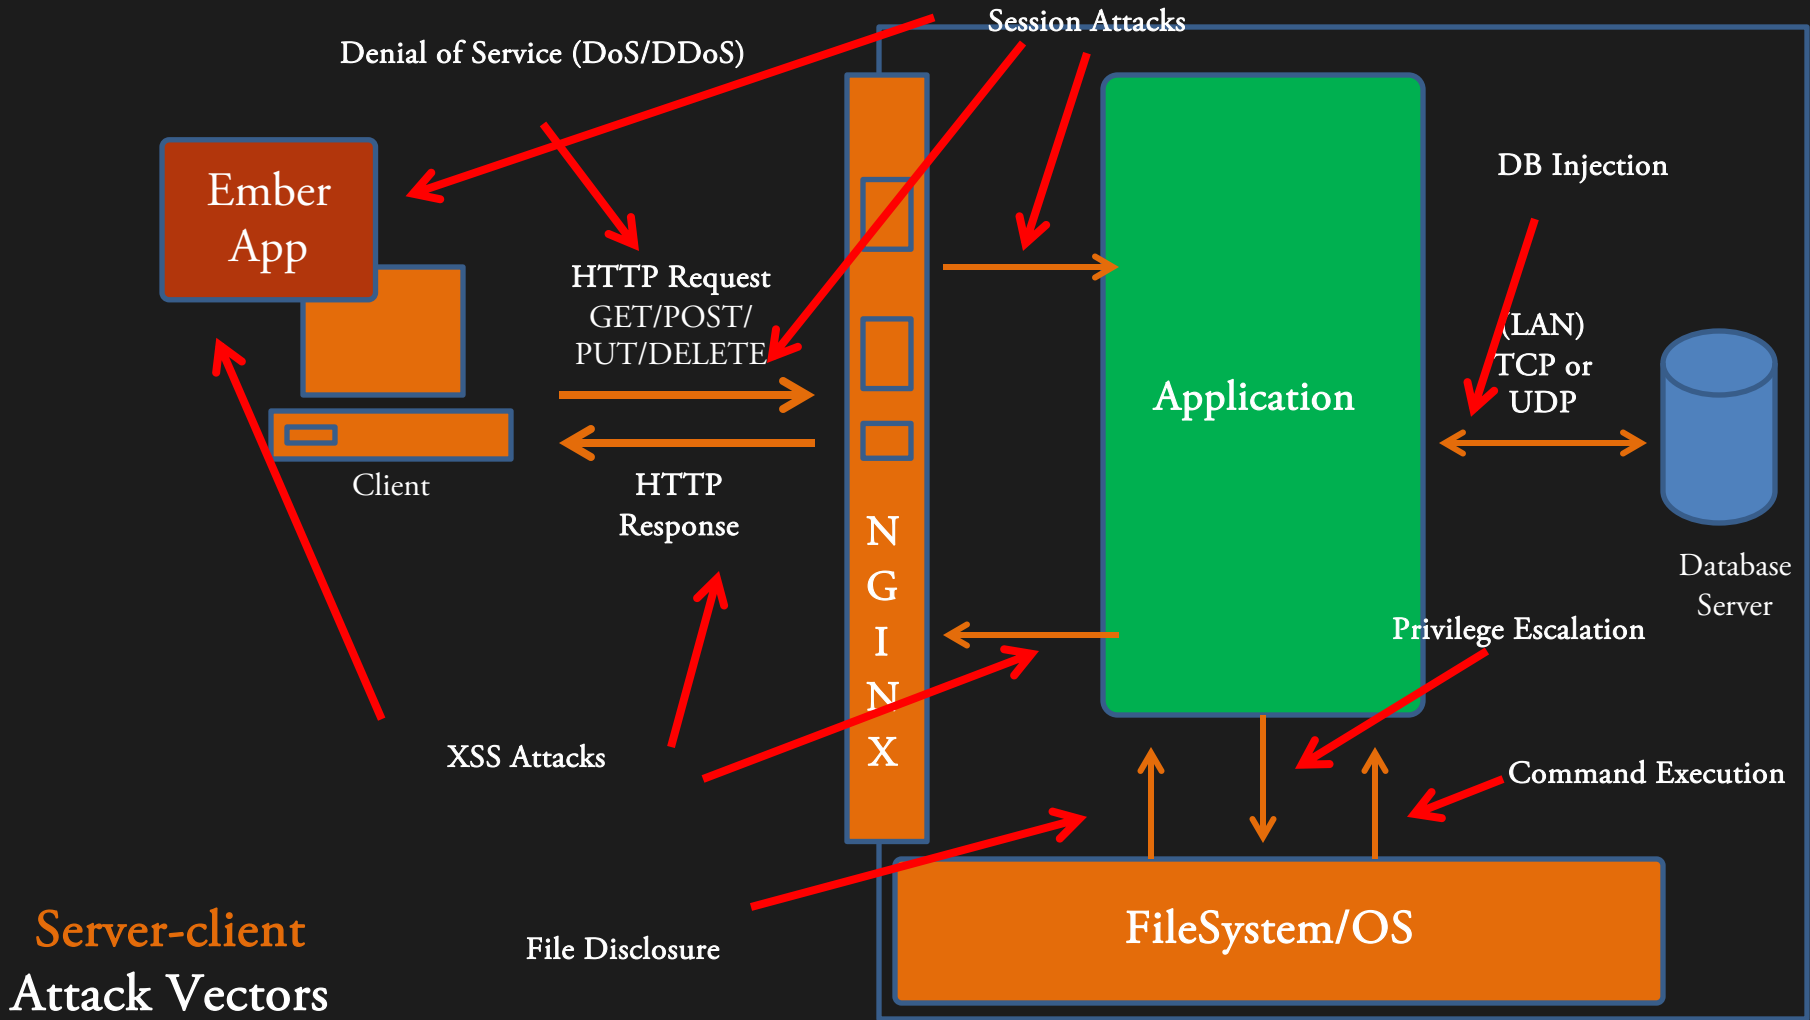 Session Attacks
Denial of Service (DoS/DDoS)
Ember
App
HTTP Request
GET/POST/
PUT/DELETE
Client
HTTP
Response
N
G
I
N
X
Application
DB Injection
(LAN)
TCP or
UDP
Database
Server
Privilege Escalation
XSS Attacks
Command Execution
File Disclosure
FileSystem/OS
Server-client
Attack Vectors